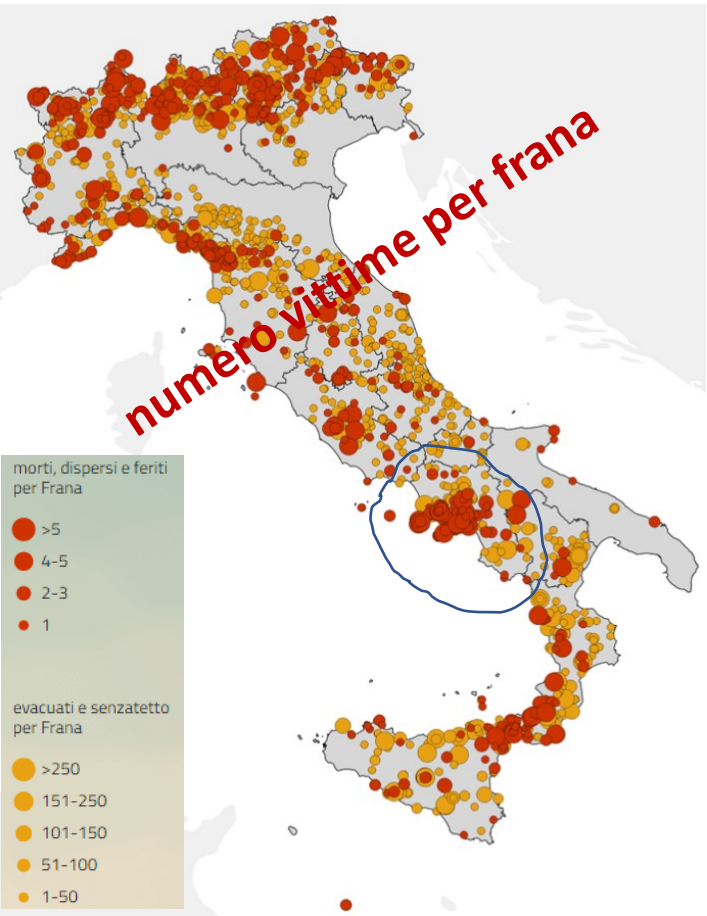 numero vittime per frana
morti, dispersi e feriti
per Frana
>5
4-5
2-3
1
evacuati e senzatetto
per Frana
>250
151-250
101-150
51-100
1-50